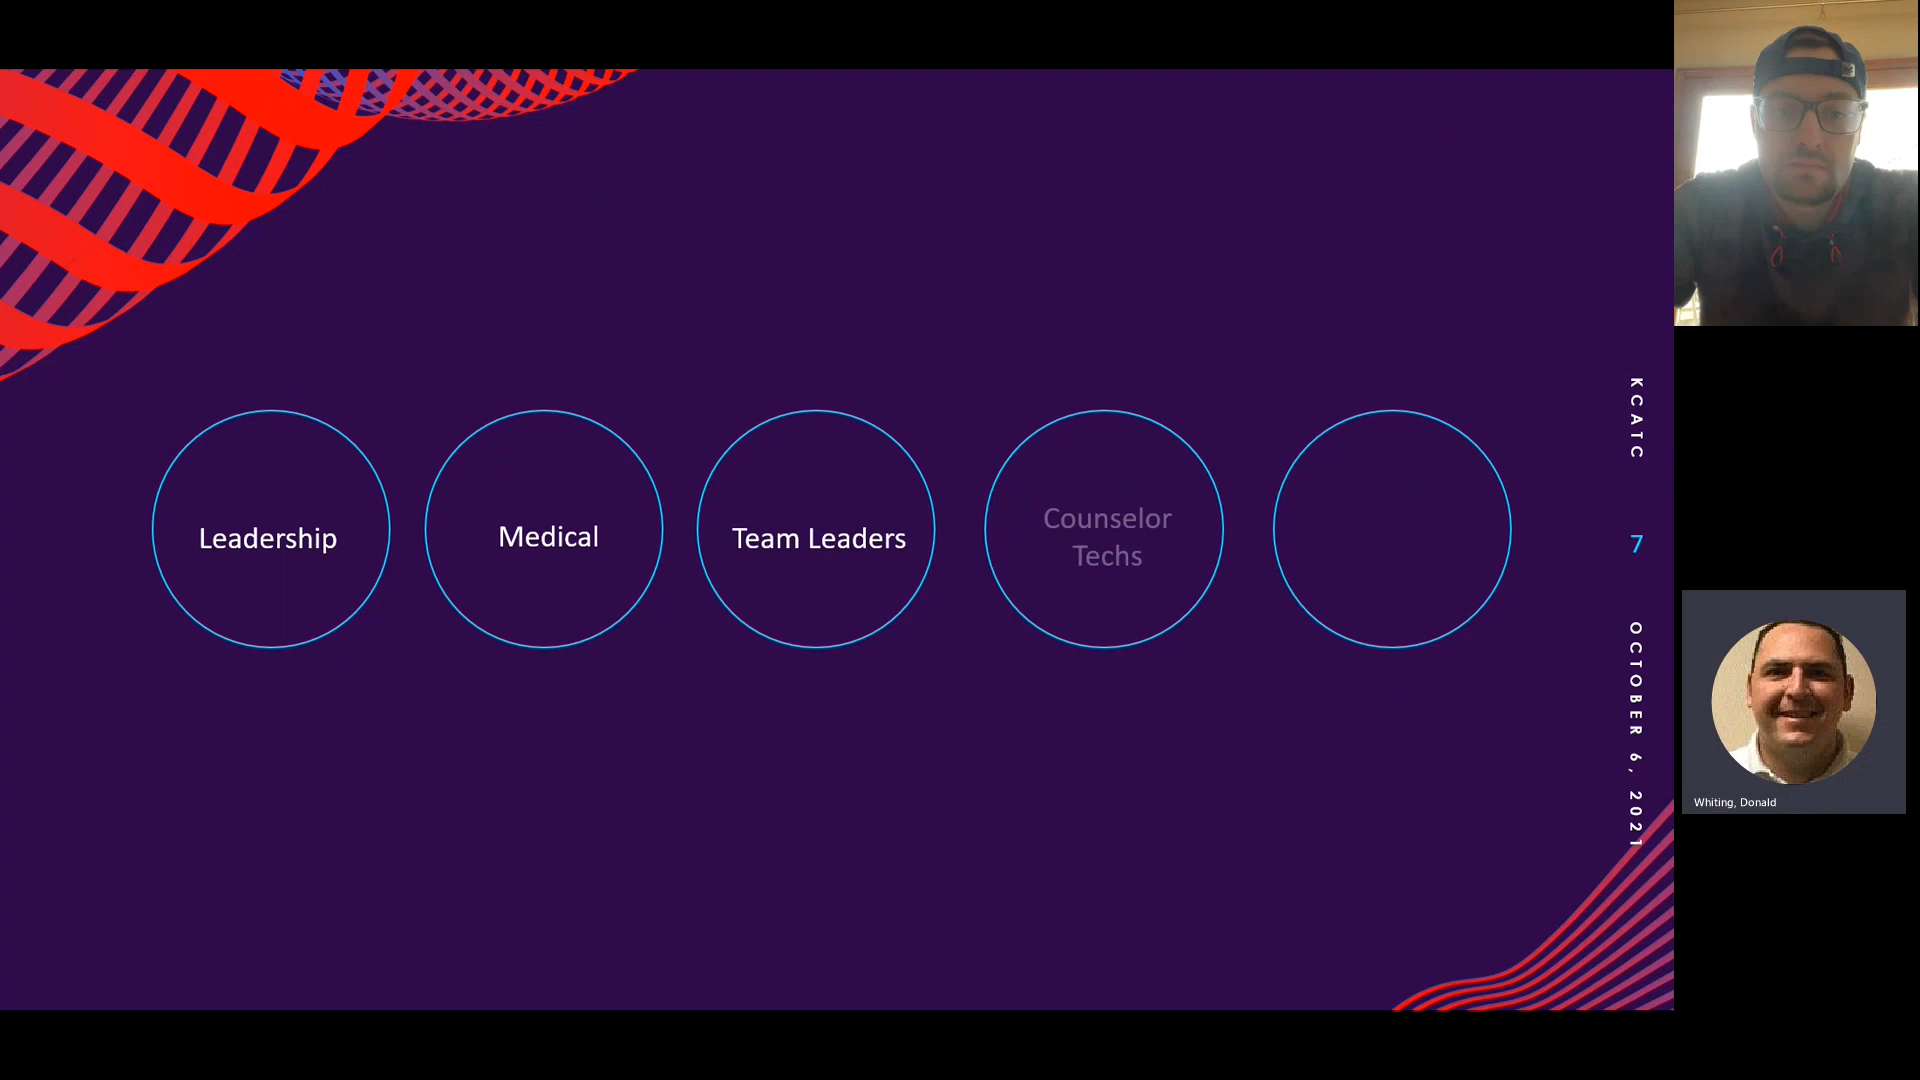 Leadership
Medical
Team Leaders
Counselor
Techs
KCATC
7
OCTOBER 6, 2021
Whiting, Donald